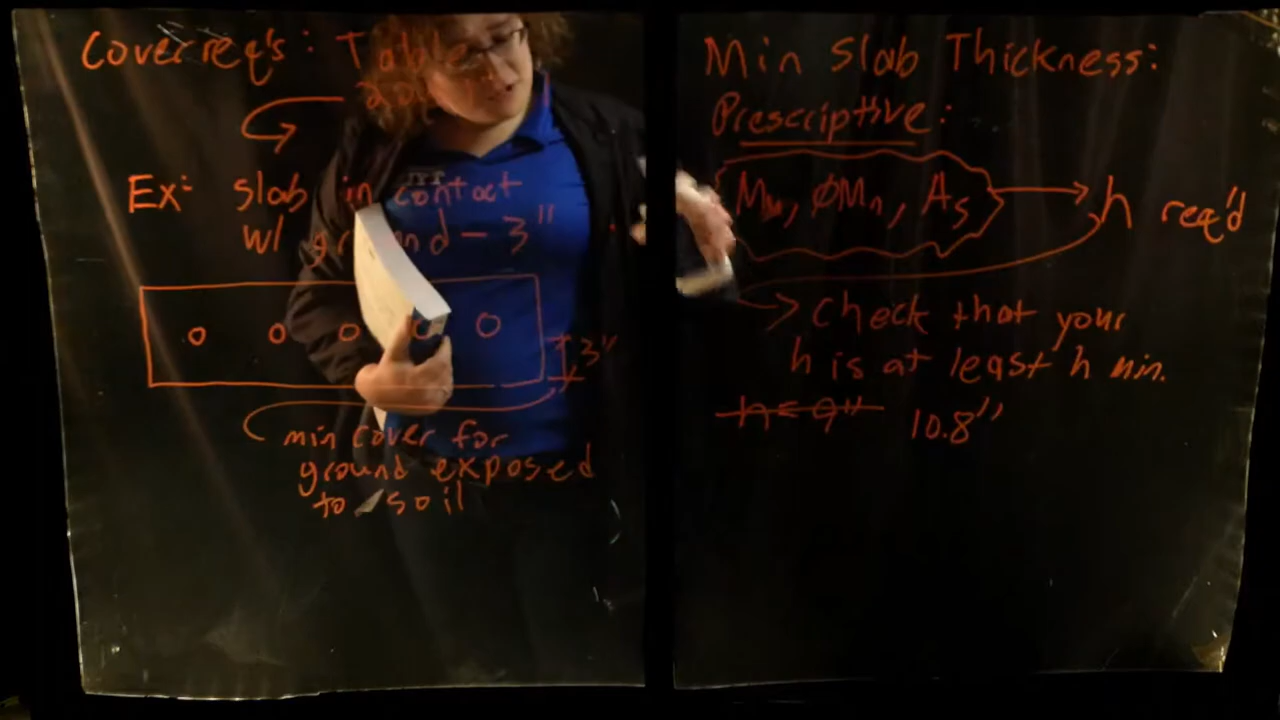 Cover req's: Table
Ex: slab in contact
w/ ground - 3"
3"
min cover for
ground exposed
to soil
Min Slab Thickness:
Prescriptive:
Mu, ϕMn, As → h req'd
→ Check that your
h is at least h min.
h = 9" 10.8"